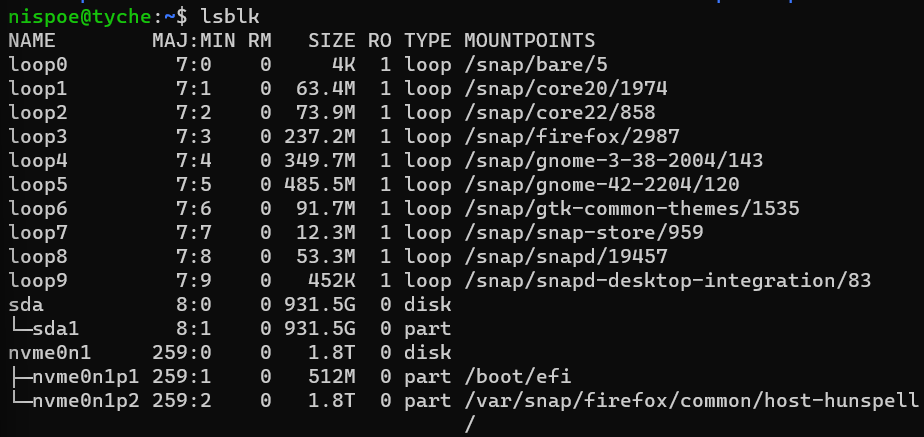 nispoe@tyche:~$ lsblk
NAME        MAJ:MIN RM   SIZE RO TYPE MOUNTPOINTS
loop0         7:0    0     4K  1 loop /snap/bare/5
loop1         7:1    0  63.4M  1 loop /snap/core20/1974
loop2         7:2    0  73.9M  1 loop /snap/core22/858
loop3         7:3    0 237.2M  1 loop /snap/firefox/2987
loop4         7:4    0 349.7M  1 loop /snap/gnome-3-38-2004/143
loop5         7:5    0 485.5M  1 loop /snap/gnome-42-2204/120
loop6         7:6    0  91.7M  1 loop /snap/gtk-common-themes/1535
loop7         7:7    0  12.3M  1 loop /snap/snap-store/959
loop8         7:8    0  53.3M  1 loop /snap/snapd/19457
loop9         7:9    0   452K  1 loop /snap/snapd-desktop-integration/83
sda           8:0    0 931.5G  0 disk
└─sda1        8:1    0 931.5G  0 part
nvme0n1     259:0    0   1.8T  0 disk
├─nvme0n1p1 259:1    0   512M  0 part /boot/efi
└─nvme0n1p2 259:2    0   1.8T  0 part /var/snap/firefox/common/host-hunspell
                                      /